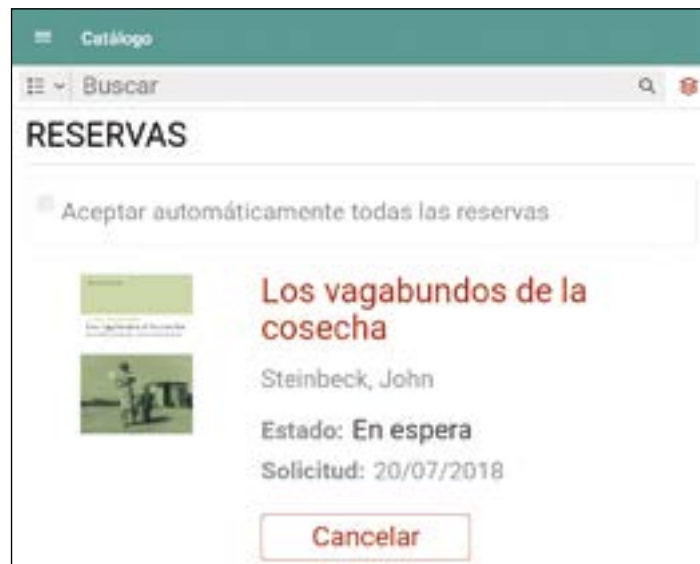 Catálogo
Buscar
RESERVAS
Aceptar automáticamente todas las reservas
Los vagabundos de la
cosecha
Steinbeck, John
Estado: En espera
Solicitud: 20/07/2018
Cancelar